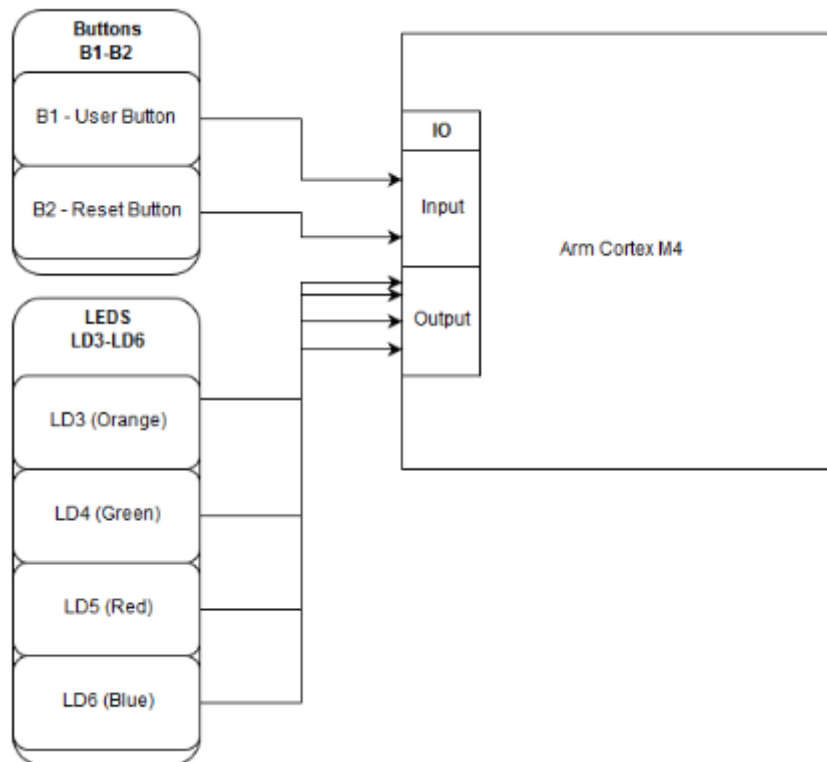 Buttons
B1-B2
B1 - User Button
B2 - Reset Button
LEDS
LD3-LD6
LD3 (Orange)
LD4 (Green)
LD5 (Red)
LD6 (Blue)
IO
Input
Output
Arm Cortex M4